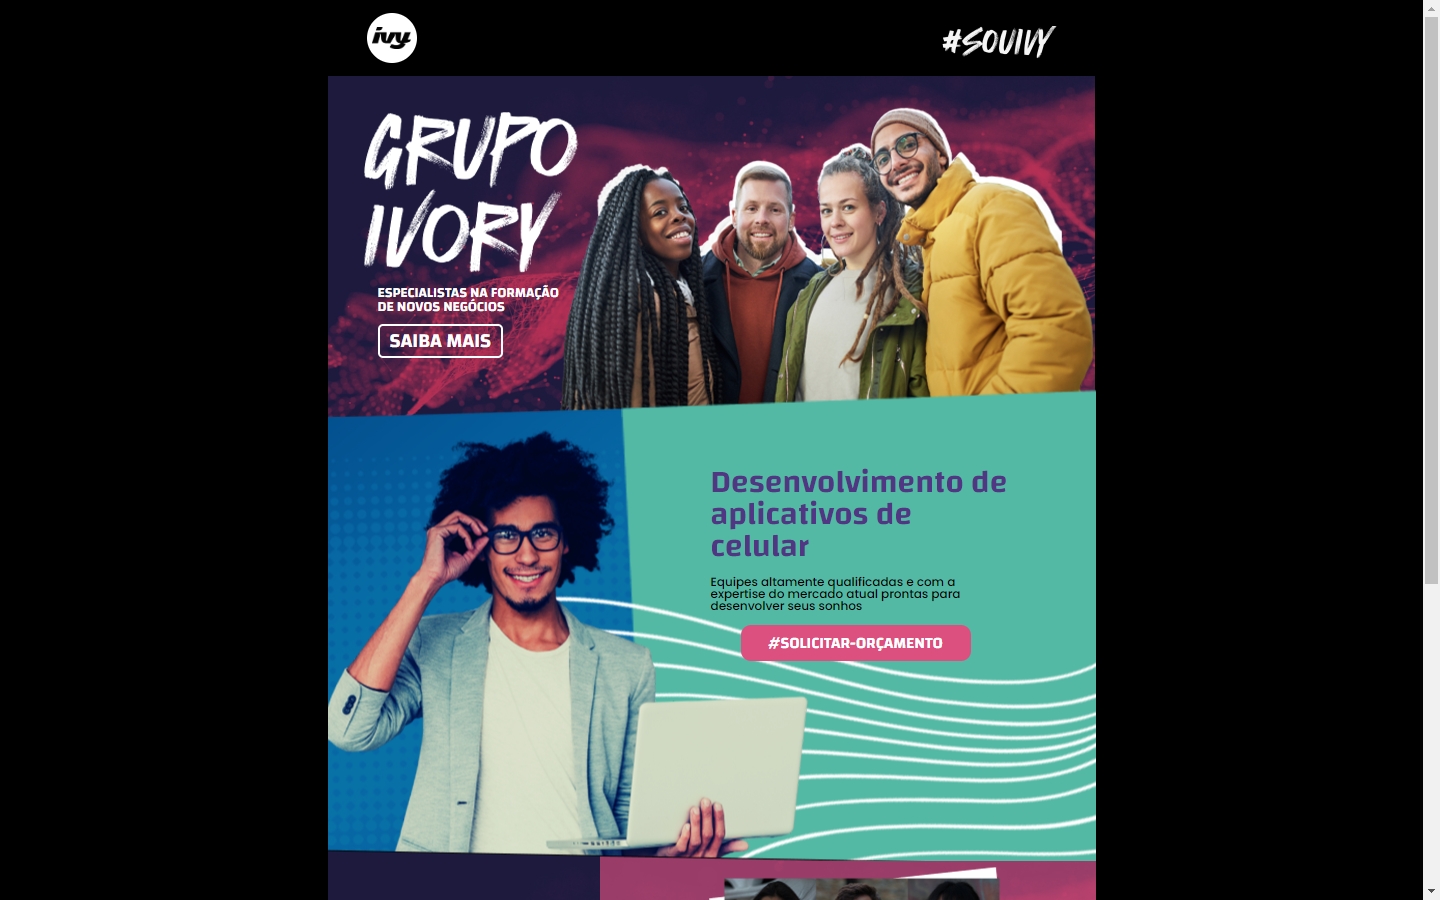 ivy
#SOUIVY
GRUPO
IVORY
ESPECIALISTAS NA FORMAÇÃO
DE NOVOS NEGÓCIOS
SAIBA MAIS
Desenvolvimento de
aplicativos de
celular
Equipes altamente qualificadas e com a
expertise do mercado atual prontas para
desenvolver seus sonhos
#SOLICITAR-ORÇAMENTO